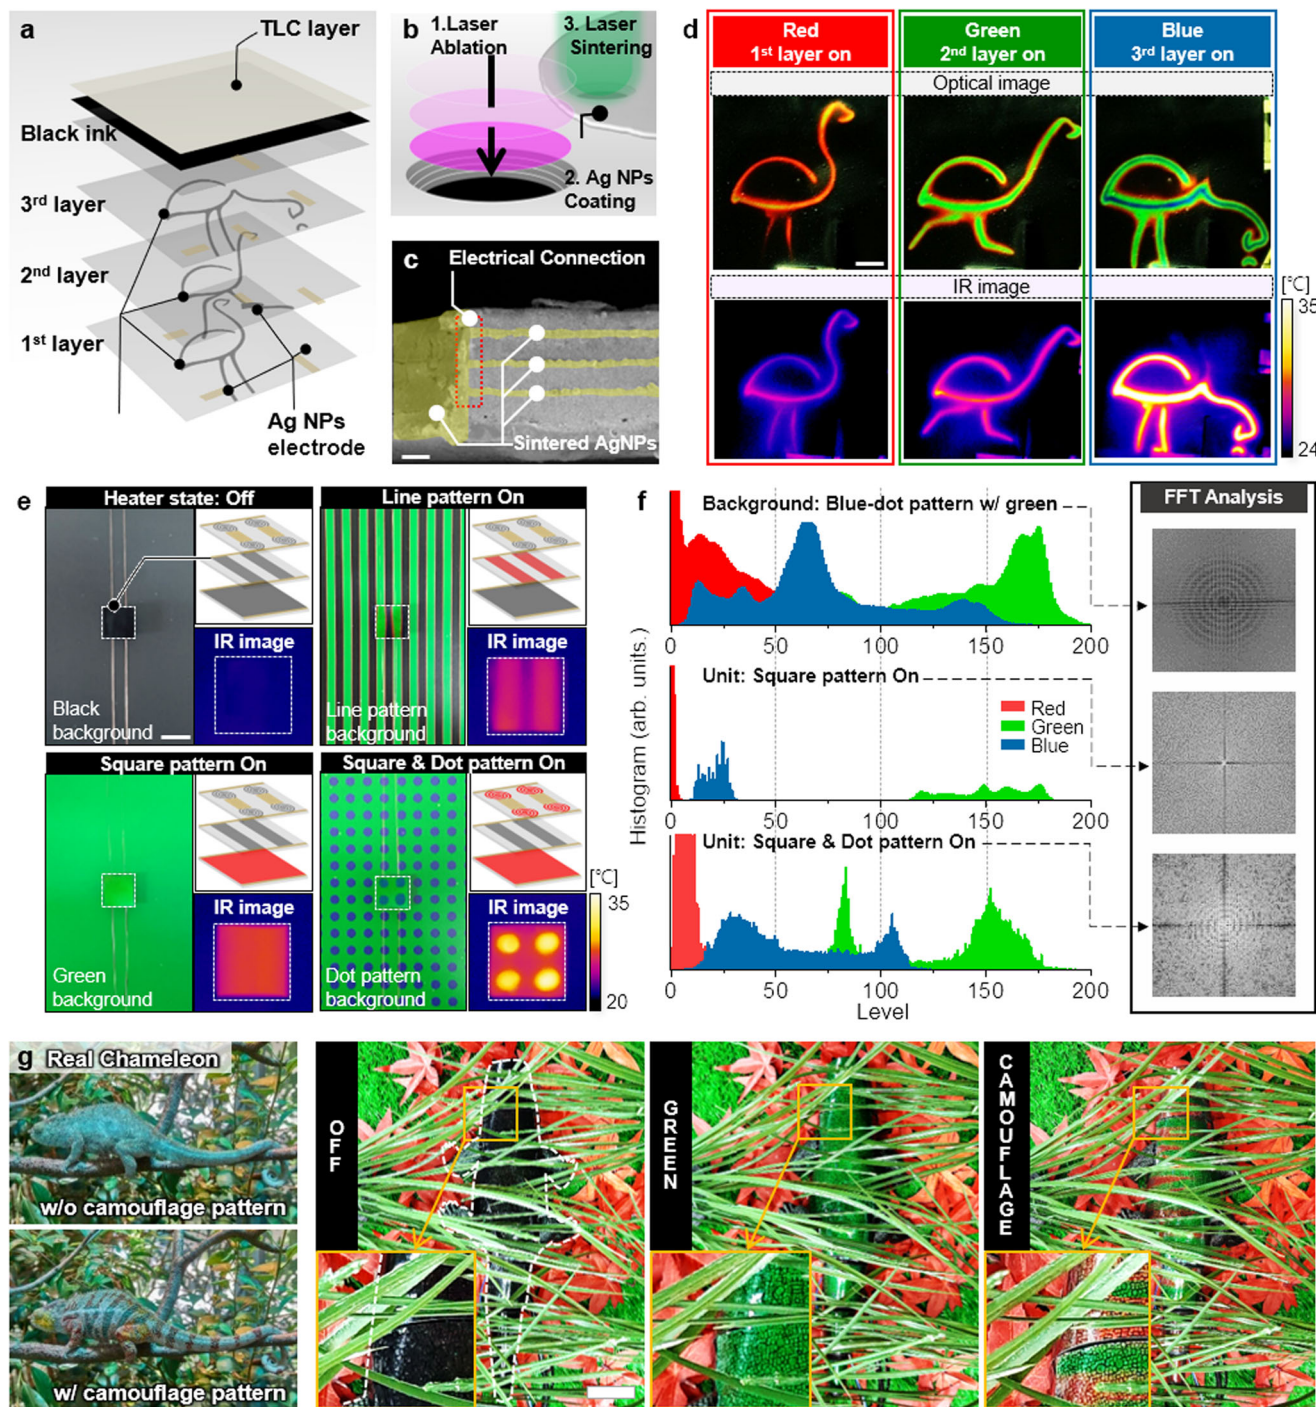 a
TLC layer
Black ink
3rd layer
2nd layer
1st layer
Ag NPs
electrode
b
1.Laser
Ablation
3. Laser
Sintering
2. Ag NPs
Coating
c
Electrical Connection
Sintered AgNPs
d
Red
1st layer on
Green
2nd layer on
Blue
3rd layer on
Optical image
IR image
[℃]
35
24
e
Heater state: Off
IR image
Black
background
Line pattern On
IR image
Line pattern
background
Square pattern On
IR image
Green
background
Square & Dot pattern On
IR image
Dot pattern
background
[℃]
35
20
f
Background: Blue-dot pattern w/ green
0 50 100 150 200
Unit: Square pattern On
Red
Green
Blue
0 50 100 150 200
Unit: Square & Dot pattern On
0 50 100 150 200
Level
Histogram (arb. units.)
FFT Analysis
g
Real Chameleon
w/o camouflage pattern
w/ camouflage pattern
OFF
GREEN
CAMOUFLAGE